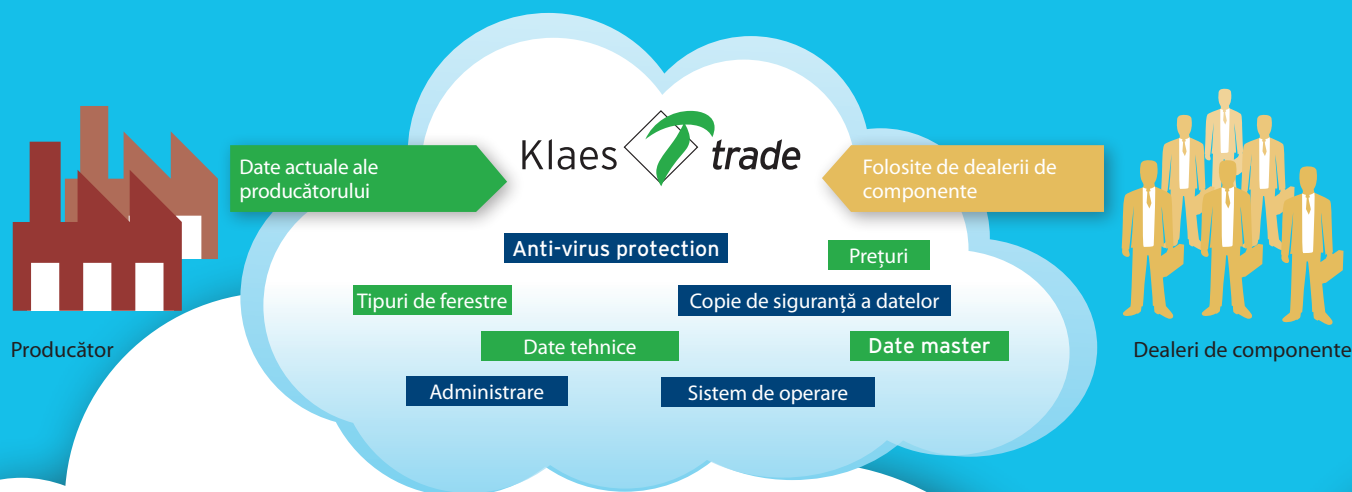 Klaes trade
Date actuale ale
producătorului
Folosite de dealerii de
componente
Anti-virus protection
Prețuri
Tipuri de ferestre
Copie de siguranță a datelor
Date tehnice
Date master
Producător
Dealeri de componente
Administrare
Sistem de operare